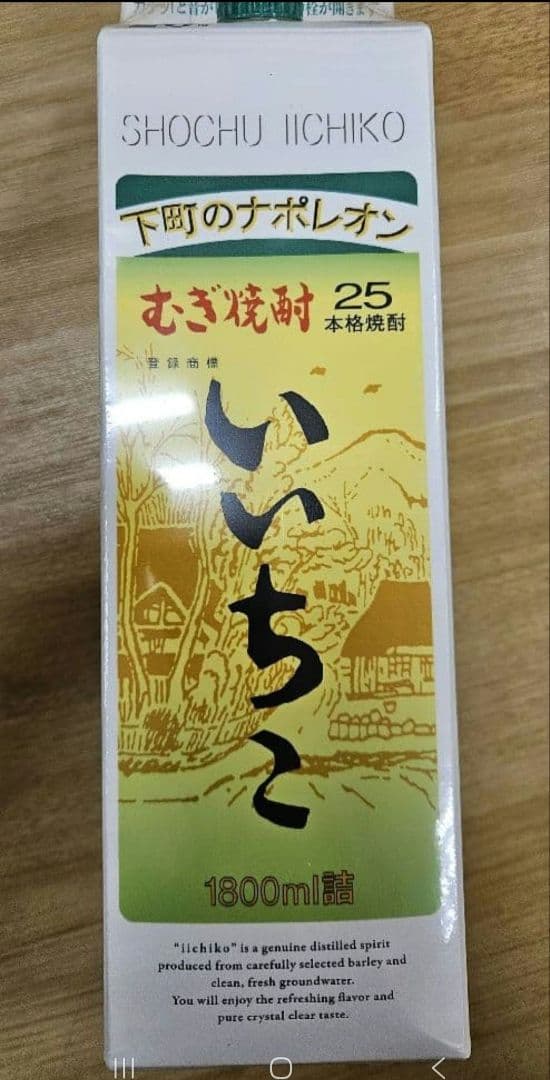 SHOCHU IICHIKO
下町のナポレオン
むぎ焼酎 25
本格焼酎
登録商標
いいちこ
1800ml詰
"iichiko" is a genuine distilled spirit
produced from carefully selected barley and
clean, fresh groundwater.
You will enjoy the refreshing flavor and
pure crystal clear taste.